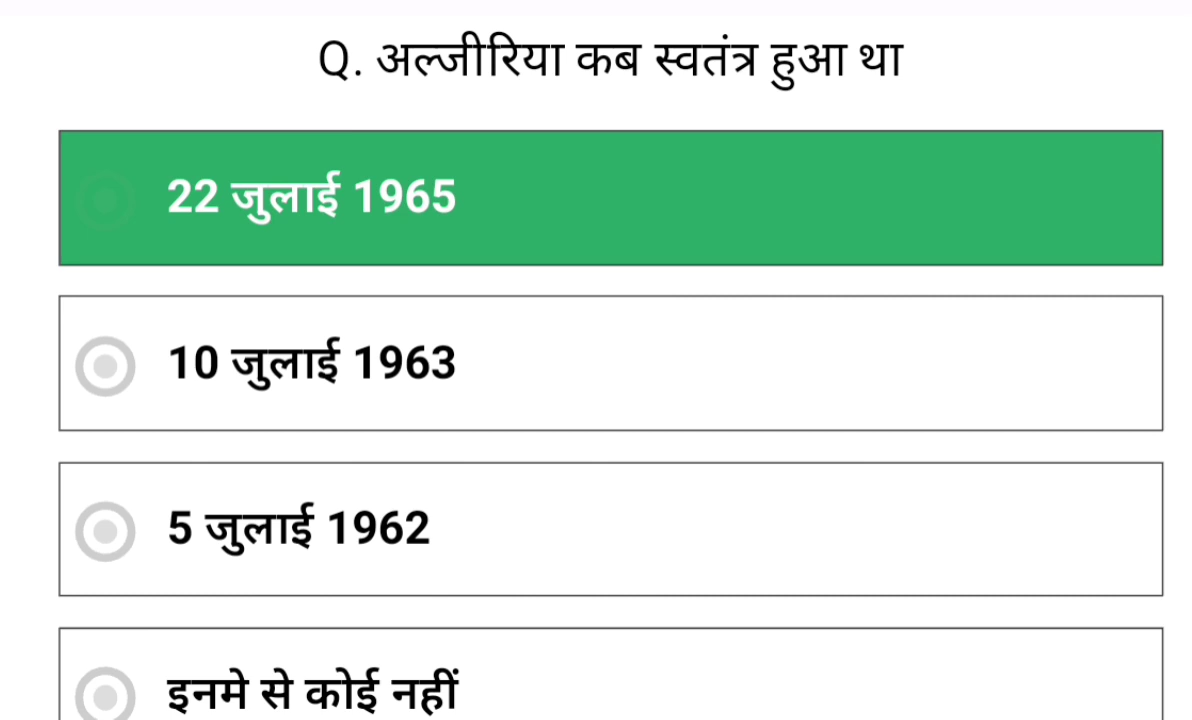 Q. अल्जीरिया कब स्वतंत्र हुआ था
22 जुलाई 1965
10 जुलाई 1963
5 जुलाई 1962
इनमे से कोई नहीं